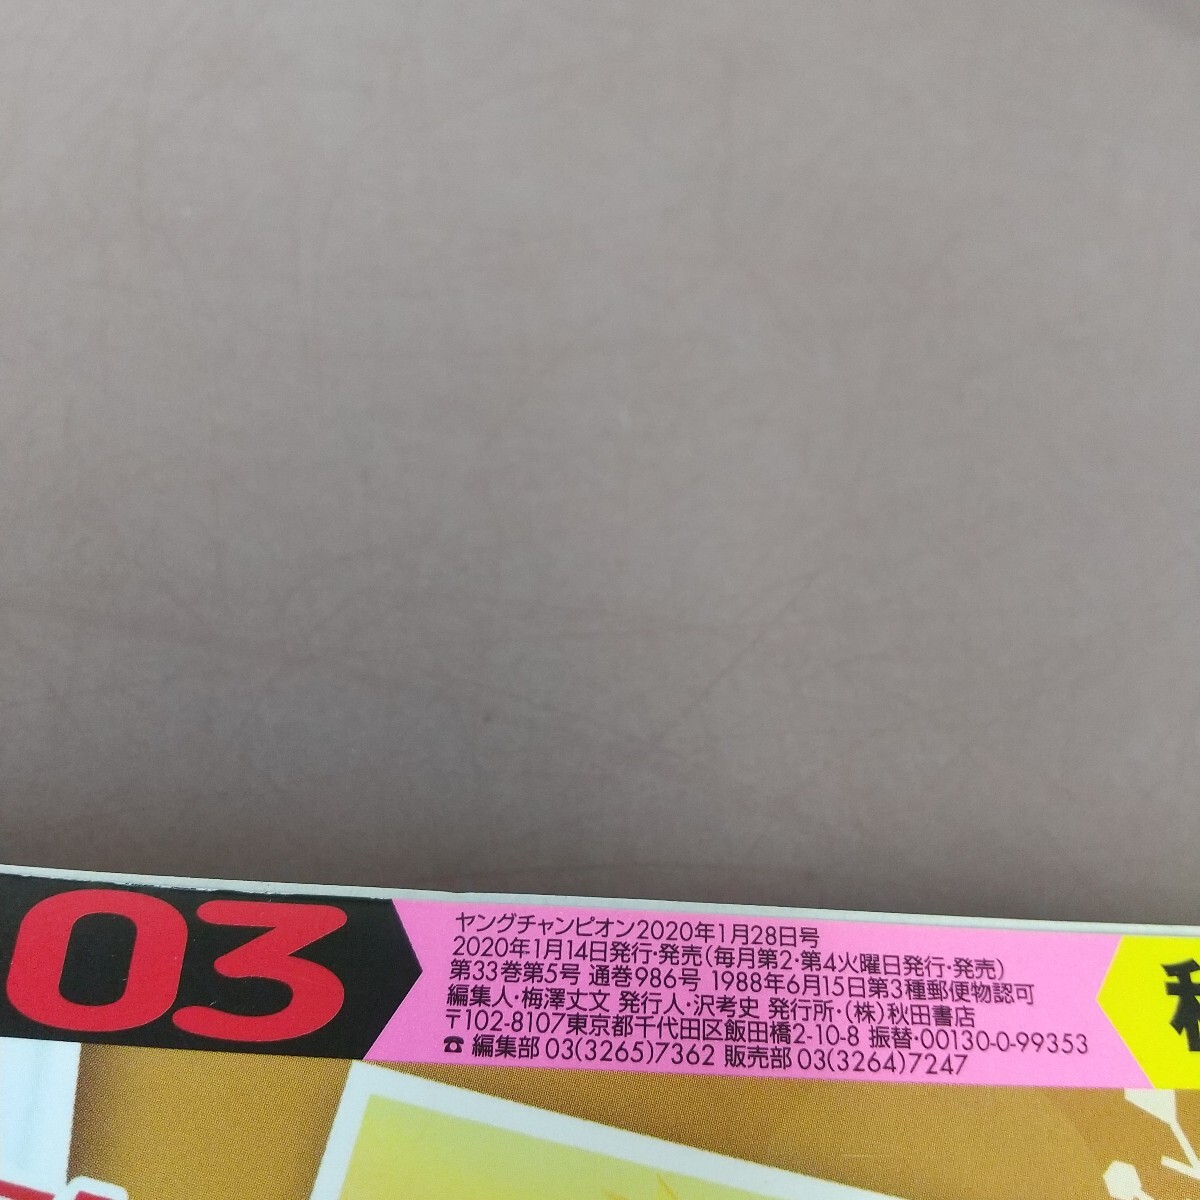 03
ヤングチャンピオン2020年1月28日号
2020年1月14日発行・発売(毎月第2・第4火曜日発行・発売)
第33巻第5号 通巻986号 1988年6月15日第3種郵便物認可
編集人・梅澤丈文 発行人・沢考史 発行所・(株)秋田書店
〒102-8107東京都千代田区飯田橋2-10-8 振替・00130-0-99353
☎ 編集部 03(3265)7362 販売部 03(3264)7247